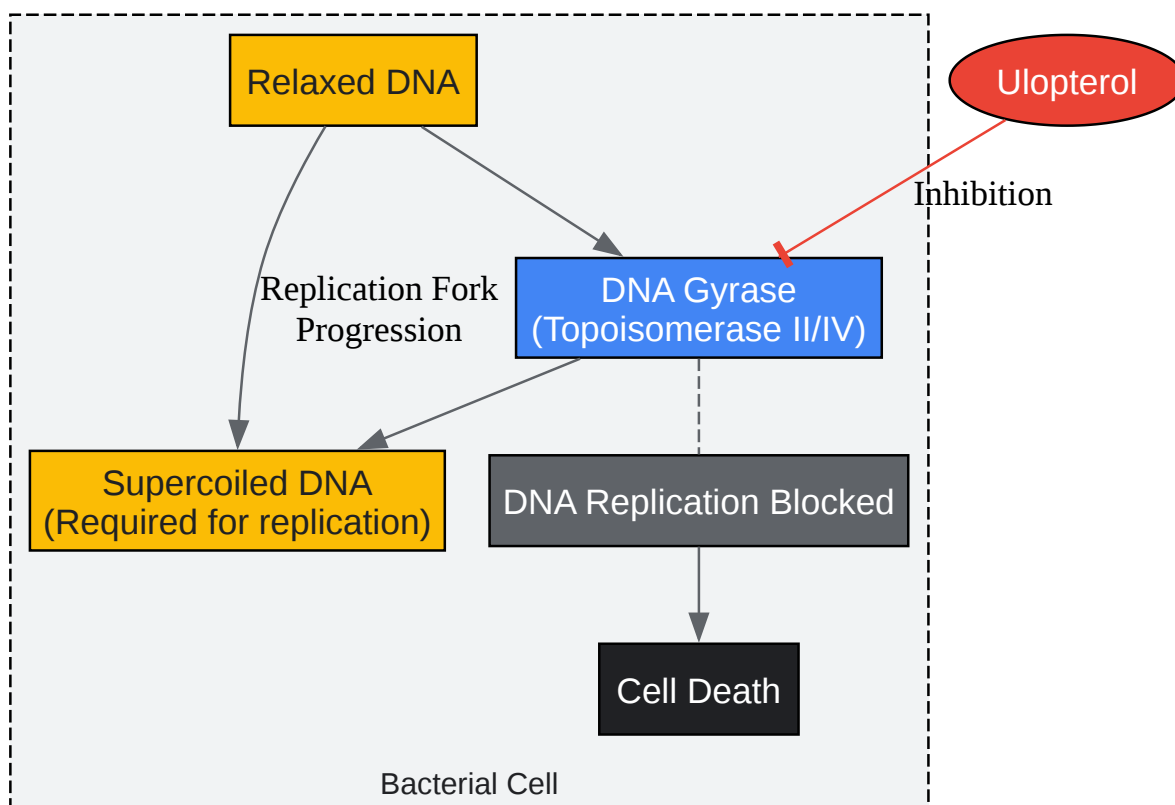 Relaxed DNA
Ulopterol
Inhibition
Replication Fork
Progression
DNA Gyrase
(Topoisomerase II/IV)
Supercoiled DNA
(Required for replication)
DNA Replication Blocked
Cell Death
Bacterial Cell